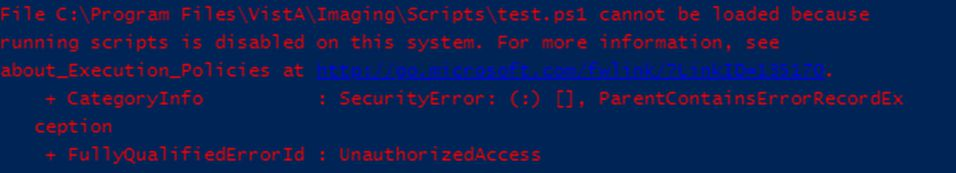 File C:\Program Files\VistA\Imaging\Scripts\test.ps1 cannot be loaded because
running scripts is disabled on this system. For more information, see
about_Execution_Policies at http://go.microsoft.com/fwlink/?LinkID=135170.
+ CategoryInfo : SecurityError: (:) [], ParentContainsErrorRecordEx
ception
+ FullyQualifiedErrorId : UnauthorizedAccess